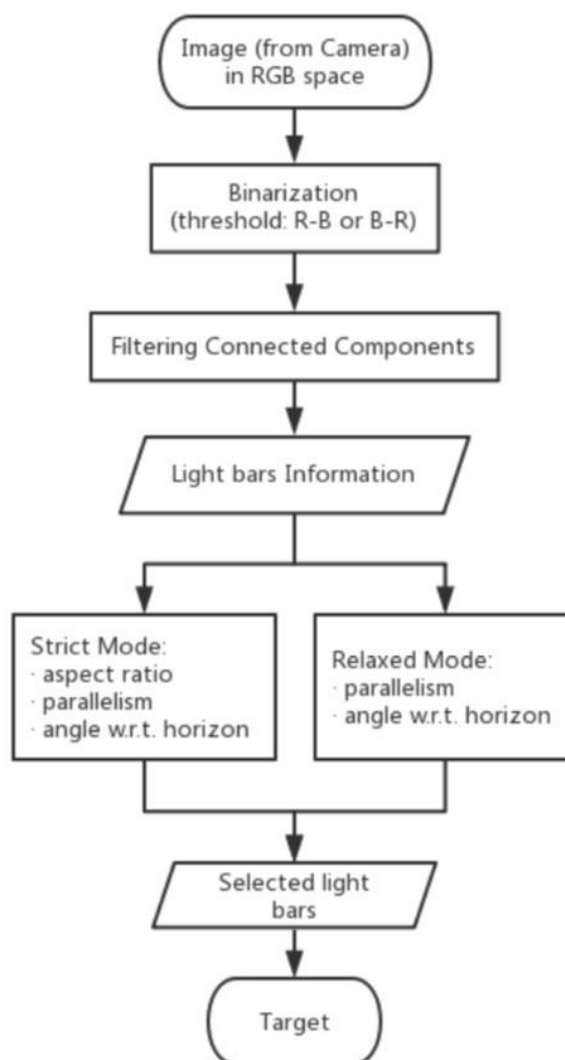 Image (from Camera)
in RGB space
Binarization
(threshold: R-B or B-R)
Filtering Connected Components
Light bars Information
Strict Mode:
· aspect ratio
· parallelism
· angle w.r.t. horizon
Relaxed Mode:
· parallelism
· angle w.r.t. horizon
Selected light
bars
Target